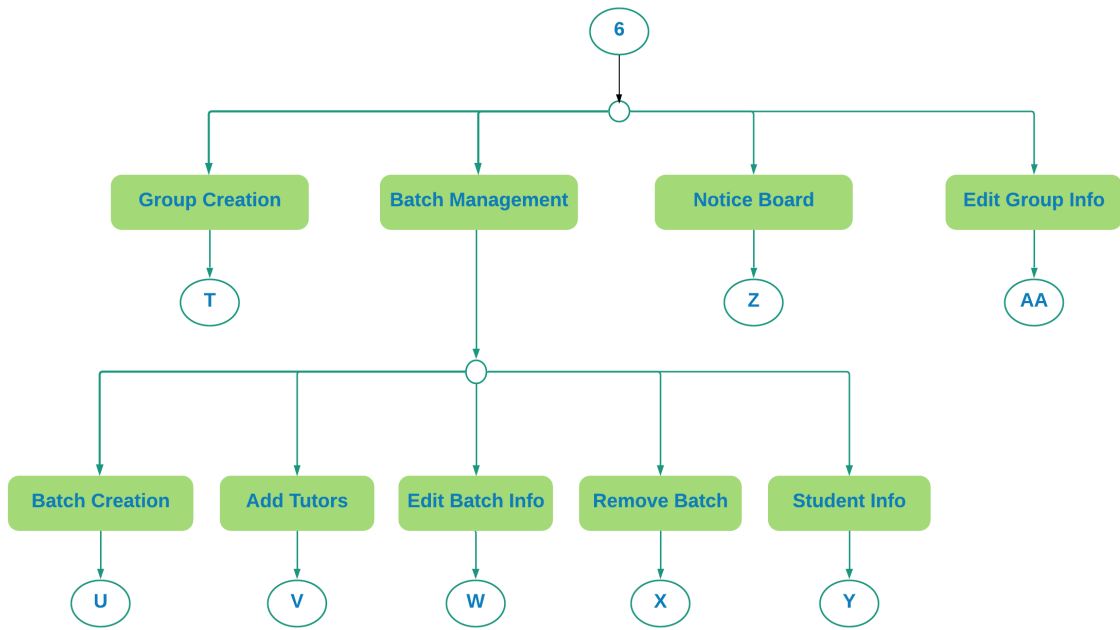 6
Group Creation
Batch Management
Notice Board
Edit Group Info
T
Z
AA
Batch Creation
Add Tutors
Edit Batch Info
Remove Batch
Student Info
U
V
W
X
Y